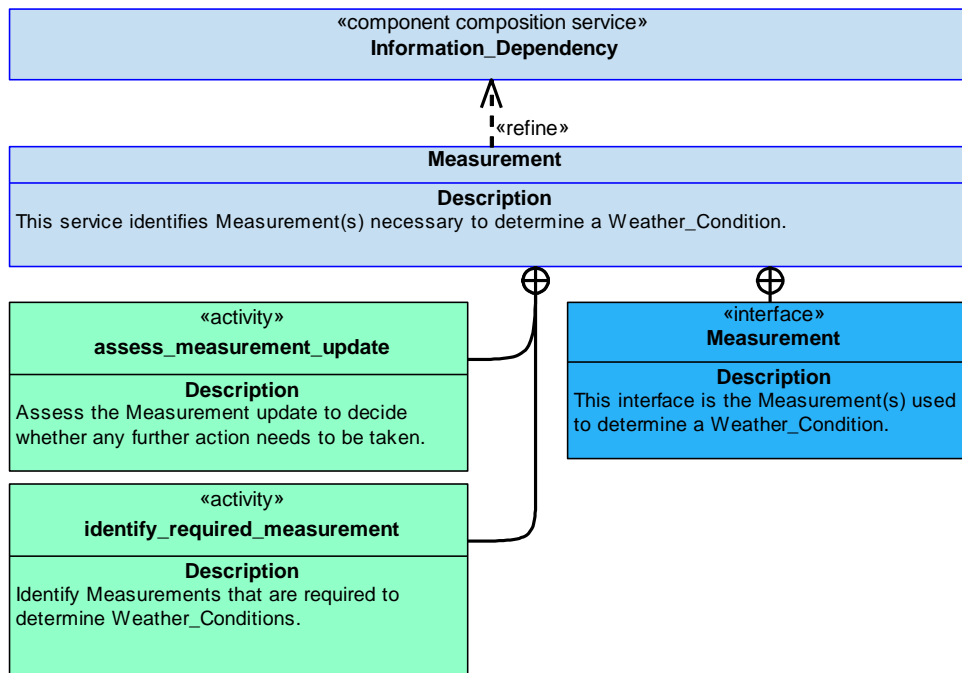 «component composition service»
Information_Dependency
«refine»
Measurement
Description
This service identifies Measurement(s) necessary to determine a Weather_Condition.
«activity»
assess_measurement_update
Description
Assess the Measurement update to decide
whether any further action needs to be taken.
«interface»
Measurement
Description
This interface is the Measurement(s) used
to determine a Weather_Condition.
«activity»
identify_required_measurement
Description
Identify Measurements that are required to
determine Weather_Conditions.